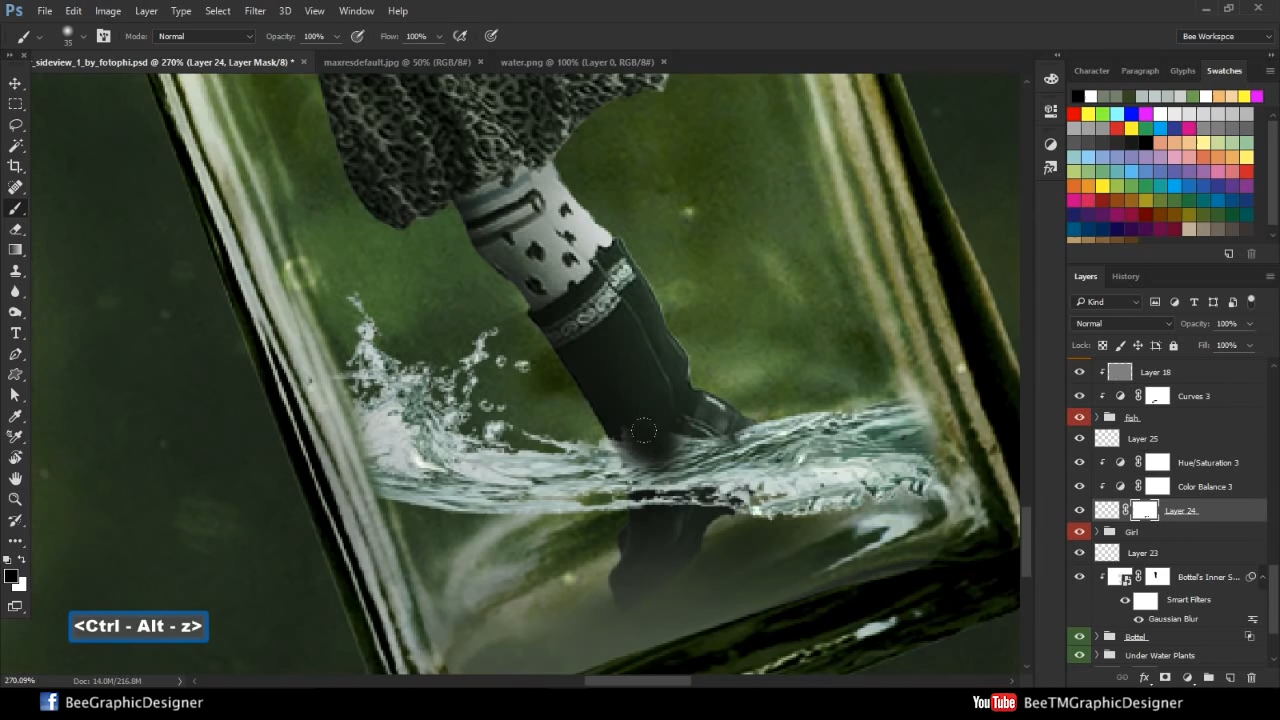 Ps File Edit Image Layer Type Select Filter 3D View Window Help
35 Mode: Normal Opacity: 100% Flow: 100% Bee Workspce
_sideview_1_by_fotophi.psd @ 270% (Layer 24, Layer Mask/8) * maxresdefault.jpg @ 50% (RGB/8#) water.png @ 100% (Layer 0, RGB/8#)
Character Paragraph Glyphs Swatches
Layers History
Kind
Normal Opacity: 100%
Lock: Fill: 100%
Layer 18
Curves 3
fish
Layer 25
Hue/Saturation 3
Color Balance 3
Layer 24
Girl
Layer 23
Bottel's Inner S...
Smart Filters
Gaussian Blur
Bottel
Under Water Plants
<Ctrl - Alt - z>
270.09% Doc: 14.0M/216.8M
fx
f BeeGraphicDesigner YouTube BeeTMGraphicDesigner